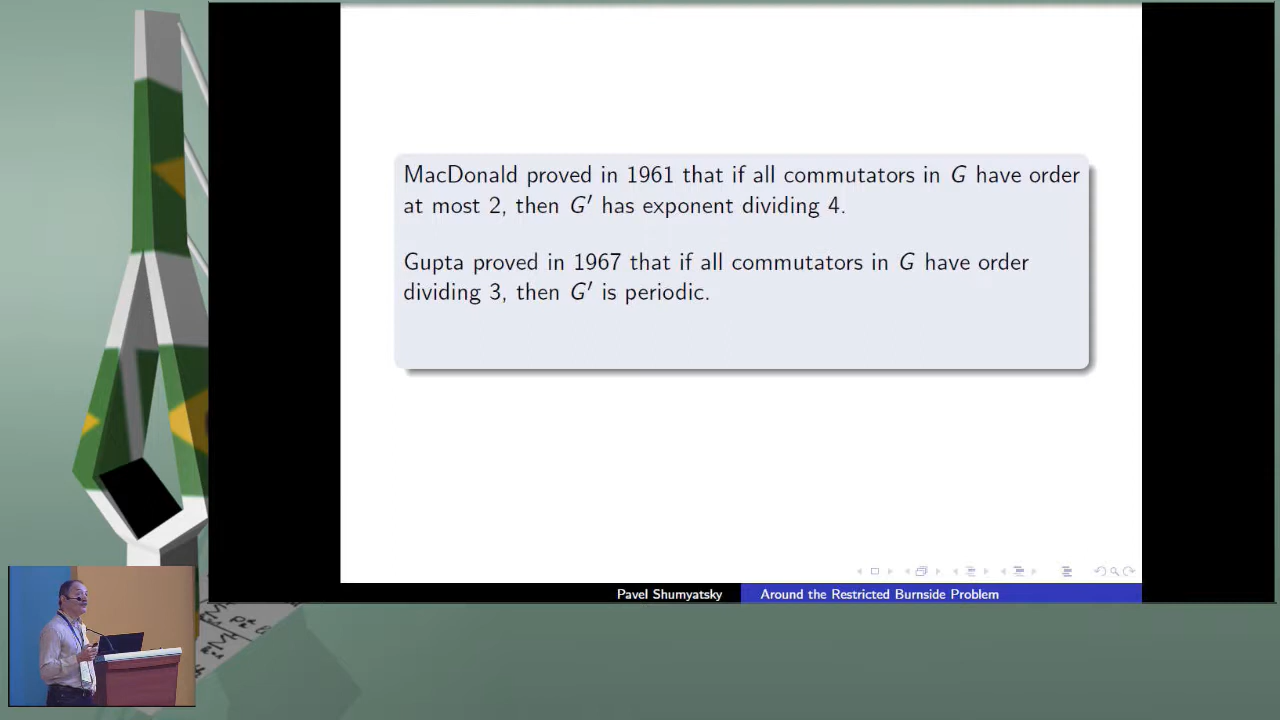 MacDonald proved in 1961 that if all commutators in G have order
at most 2, then G′ has exponent dividing 4.
Gupta proved in 1967 that if all commutators in G have order
dividing 3, then G′ is periodic.
Pavel Shumyatsky Around the Restricted Burnside Problem